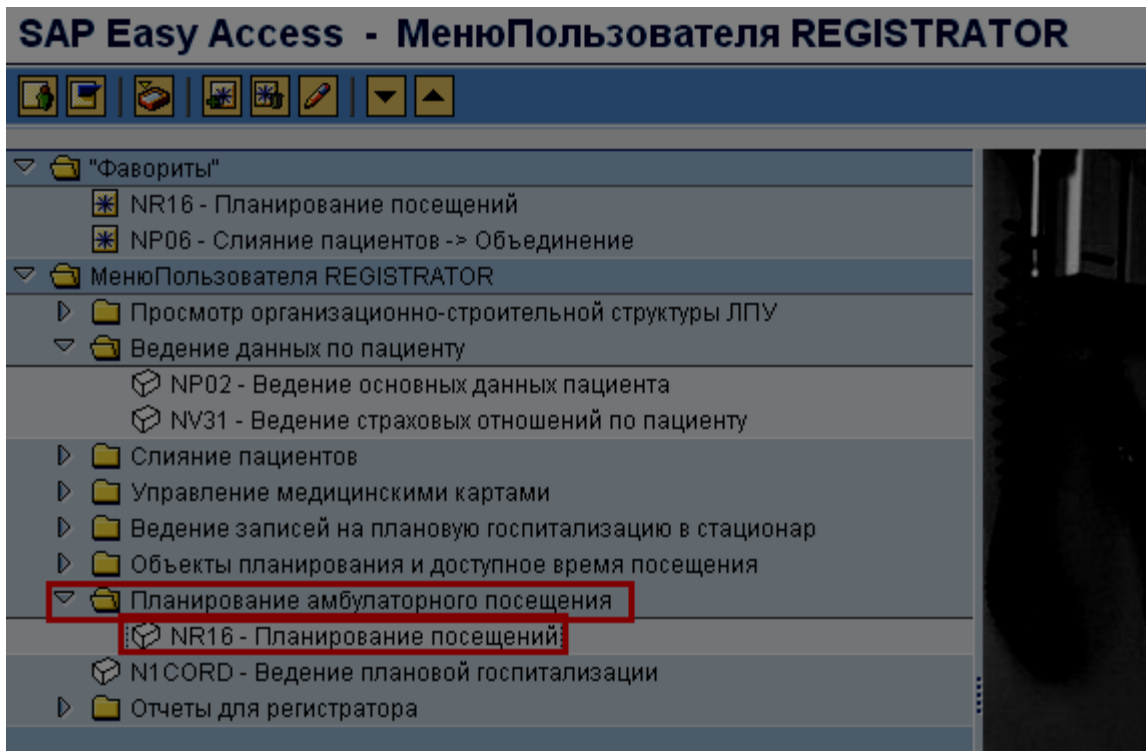 SAP Easy Access - МенюПользователя REGISTRATOR
"Фавориты"
NR16 - Планирование посещений
NP06 - Слияние пациентов -> Объединение
МенюПользователя REGISTRATOR
Просмотр организационно-строительной структуры ЛПУ
Ведение данных по пациенту
NP02 - Ведение основных данных пациента
NV31 - Ведение страховых отношений по пациенту
Слияние пациентов
Управление медицинскими картами
Ведение записей на плановую госпитализацию в стационар
Объекты планирования и доступное время посещения
Планирование амбулаторного посещения
NR16 - Планирование посещений
N1CORD - Ведение плановой госпитализации
Отчеты для регистратора